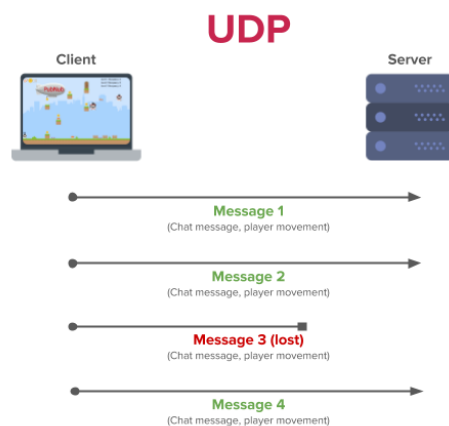 UDP
Client
Server
Message 1
(Chat message, player movement)
Message 2
(Chat message, player movement)
Message 3 (lost)
(Chat message, player movement)
Message 4
(Chat message, player movement)